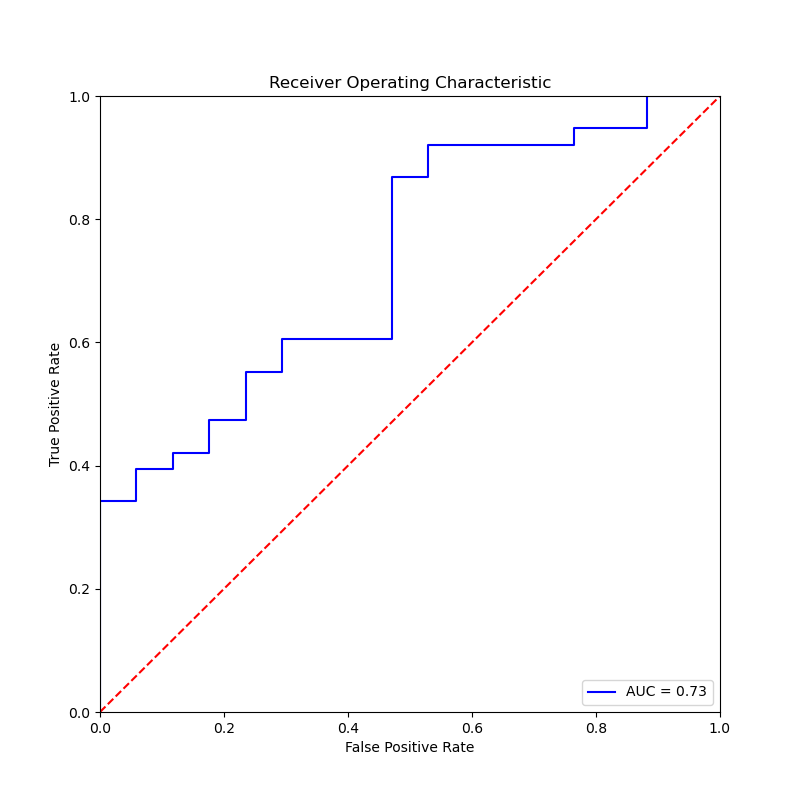 Receiver Operating Characteristic
1.0
0.8
0.6
0.4
0.2
0.0
True Positive Rate
AUC = 0.73
0.0 0.2 0.4 0.6 0.8 1.0
False Positive Rate